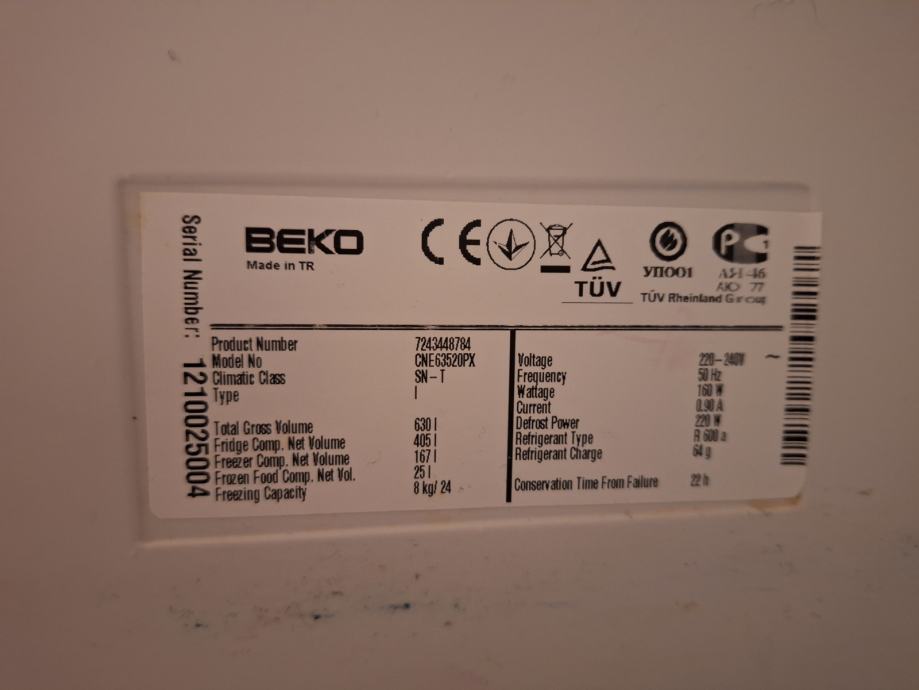 BEKO
Made in TR
CE
TÜV
УП001
TÜV Rheinland Group
Serial Number: 1210025004
Product Number 7243448784
Model No CNE63520PX
Climatic Class SN-T
Type I
Total Gross Volume 630 l
Fridge Comp. Net Volume 405 l
Freezer Comp. Net Volume 167 l
Frozen Food Comp. Net Vol. 25 l
Freezing Capacity 8 kg/ 24
Voltage 220-240V ~
Frequency 50 Hz
Wattage 160 W
Current 0.90 A
Defrost Power 220 W
Refrigerant Type R 600 a
Refrigerant Charge 64 g
Conservation Time From Failure 22 h